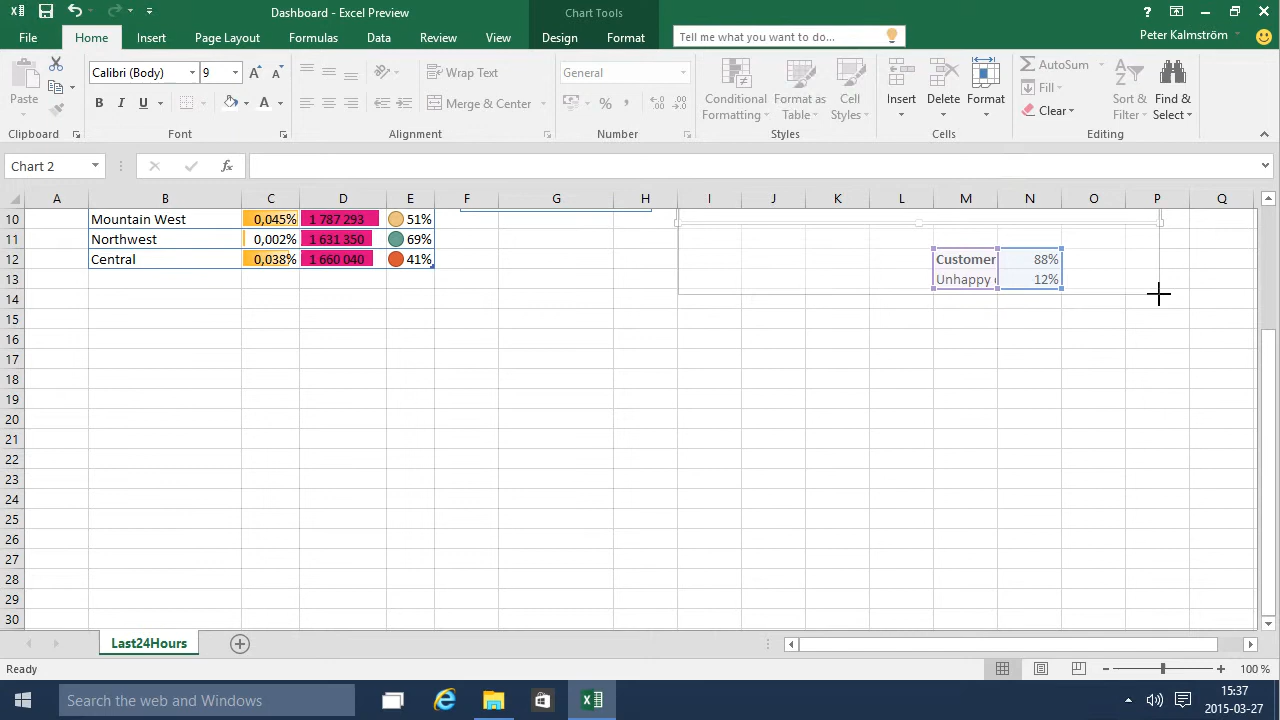 Dashboard - Excel Preview
Chart Tools
File Home Insert Page Layout Formulas Data Review View Design Format Tell me what you want to do... Peter Kalmström
Calibri (Body) 9 Wrap Text General AutoSum
Paste B I U A Merge & Center % , Conditional Formatting Format as Table Cell Styles Insert Delete Format Fill Clear Sort & Filter Find & Select
Clipboard Font Alignment Number Styles Cells Editing
Chart 2 fx
A B C D E F G H I J K L M N O P Q
10 Mountain West 0,045% 1 787 293 51%
11 Northwest 0,002% 1 631 350 69%
12 Central 0,038% 1 660 040 41% Customer 88%
13 Unhappy 12%
14
15
16
17
18
19
20
21
22
23
24
25
26
27
28
29
30
Last24Hours
Ready 100 %
Search the web and Windows 15:37
2015-03-27